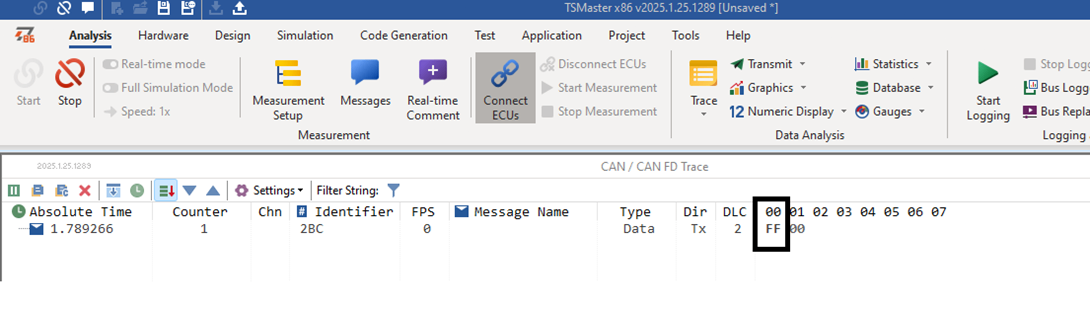 TSMaster x86 v2025.1.25.1289 [Unsaved *]
86
Analysis Hardware Design Simulation Code Generation Test Application Project Tools Help
Start
Stop
Real-time mode
Full Simulation Mode
Speed: 1x
Measurement Setup
Messages
Real-time Comment
Connect ECUs
Disconnect ECUs
Start Measurement
Stop Measurement
Measurement
Trace
Transmit
Graphics
12 Numeric Display
Statistics
Database
Gauges
Data Analysis
Start Logging
Stop Logg
Bus Logg
Bus Repla
Logging
2025.1.25.1289
CAN / CAN FD Trace
Settings Filter String:
Absolute Time Counter Chn # Identifier FPS Message Name Type Dir DLC 00 01 02 03 04 05 06 07
1.789266 1 2BC 0 Data Tx 2 FF 00